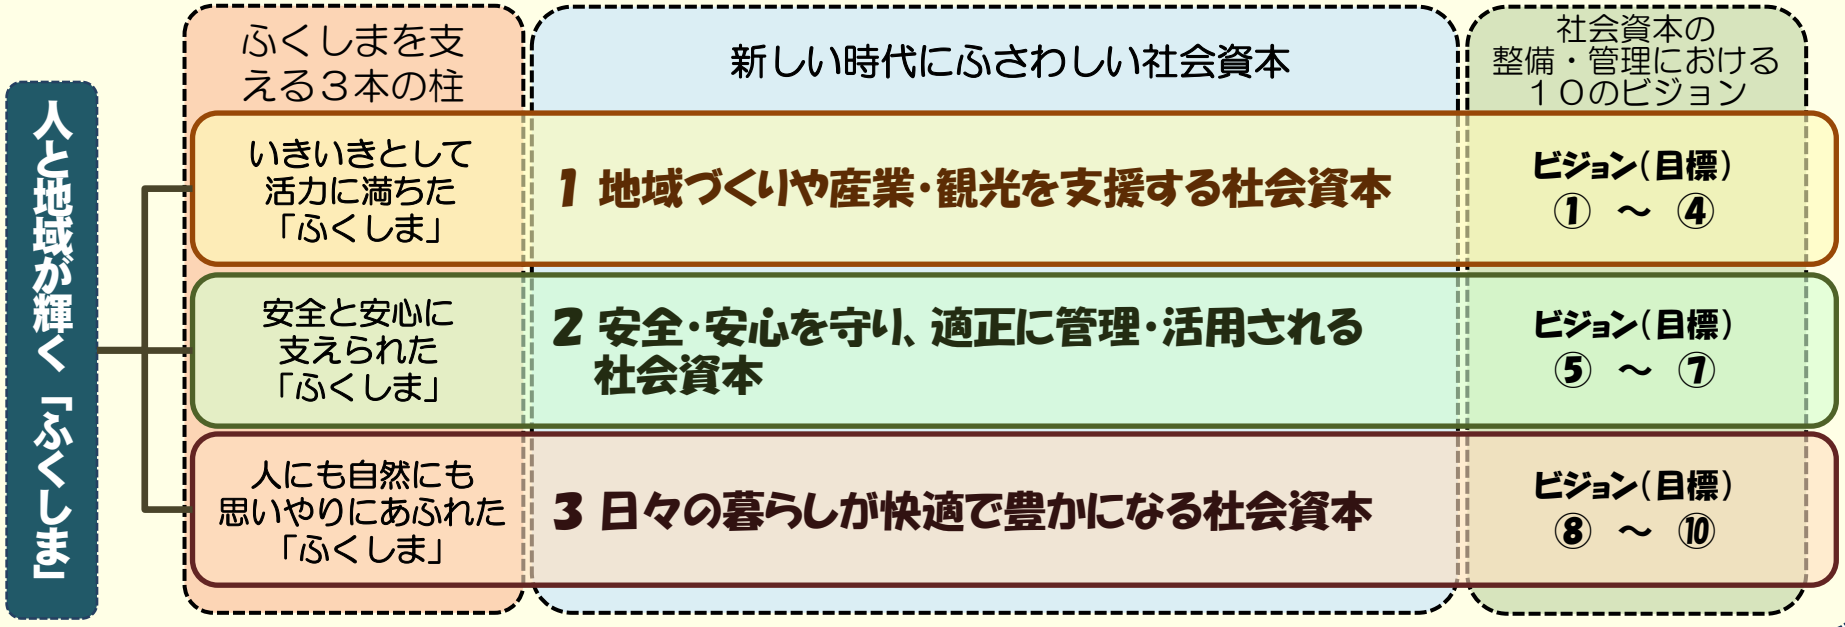 人と地域が輝く「ふくしま」
ふくしまを支
える３本の柱
新しい時代にふさわしい社会資本
社会資本の
整備・管理における
１０のビジョン
いきいきとして
活力に満ちた
「ふくしま」
1 地域づくりや産業・観光を支援する社会資本
ビジョン（目標）
① ～ ④
安全と安心に
支えられた
「ふくしま」
2 安全・安心を守り、適正に管理・活用される
社会資本
ビジョン（目標）
⑤ ～ ⑦
人にも自然にも
思いやりにあふれた
「ふくしま」
3 日々の暮らしが快適で豊かになる社会資本
ビジョン（目標）
⑧ ～ ⑩